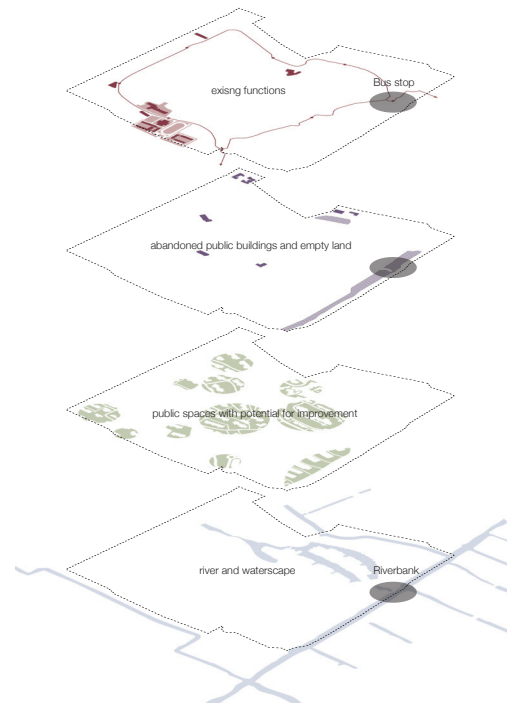 Bus stop
exisng functions
abandoned public buildings and empty land
public spaces with potential for improvement
river and waterscape
Riverbank